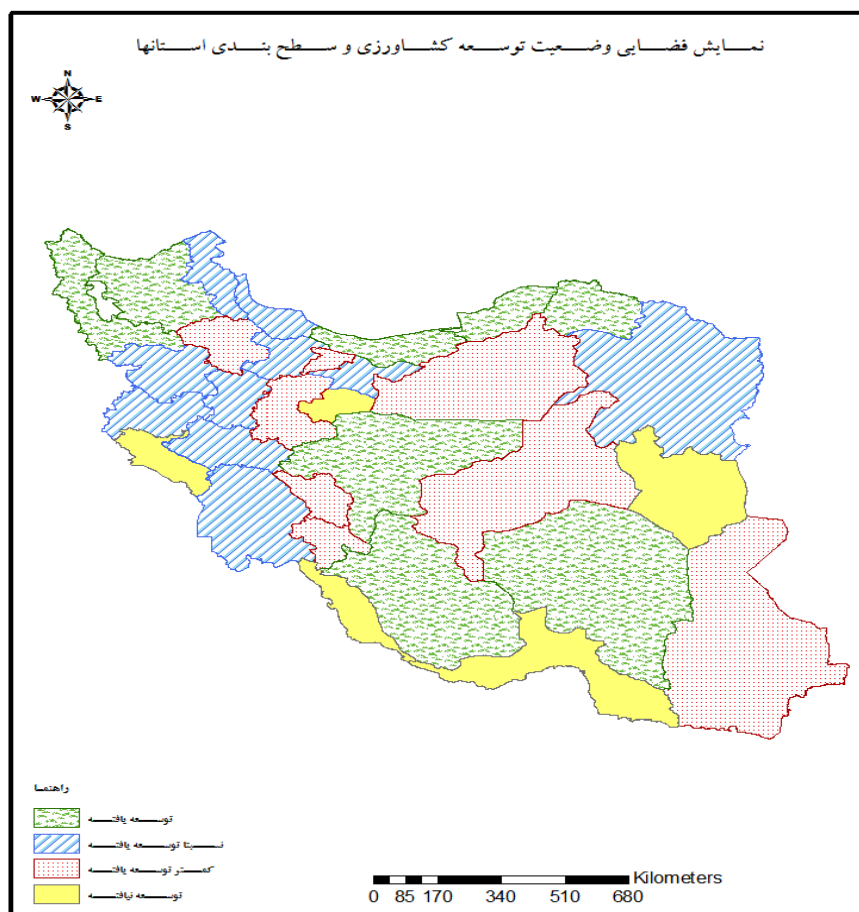 نمایش فضایی وضعیت توسعه کشاورزی و سطح بندی استانها
N
W E
S
راهنما
توسعه یافته
نسبتا توسعه یافته
کمتر توسعه یافته
توسعه نیافته
Kilometers
0 85 170 340 510 680